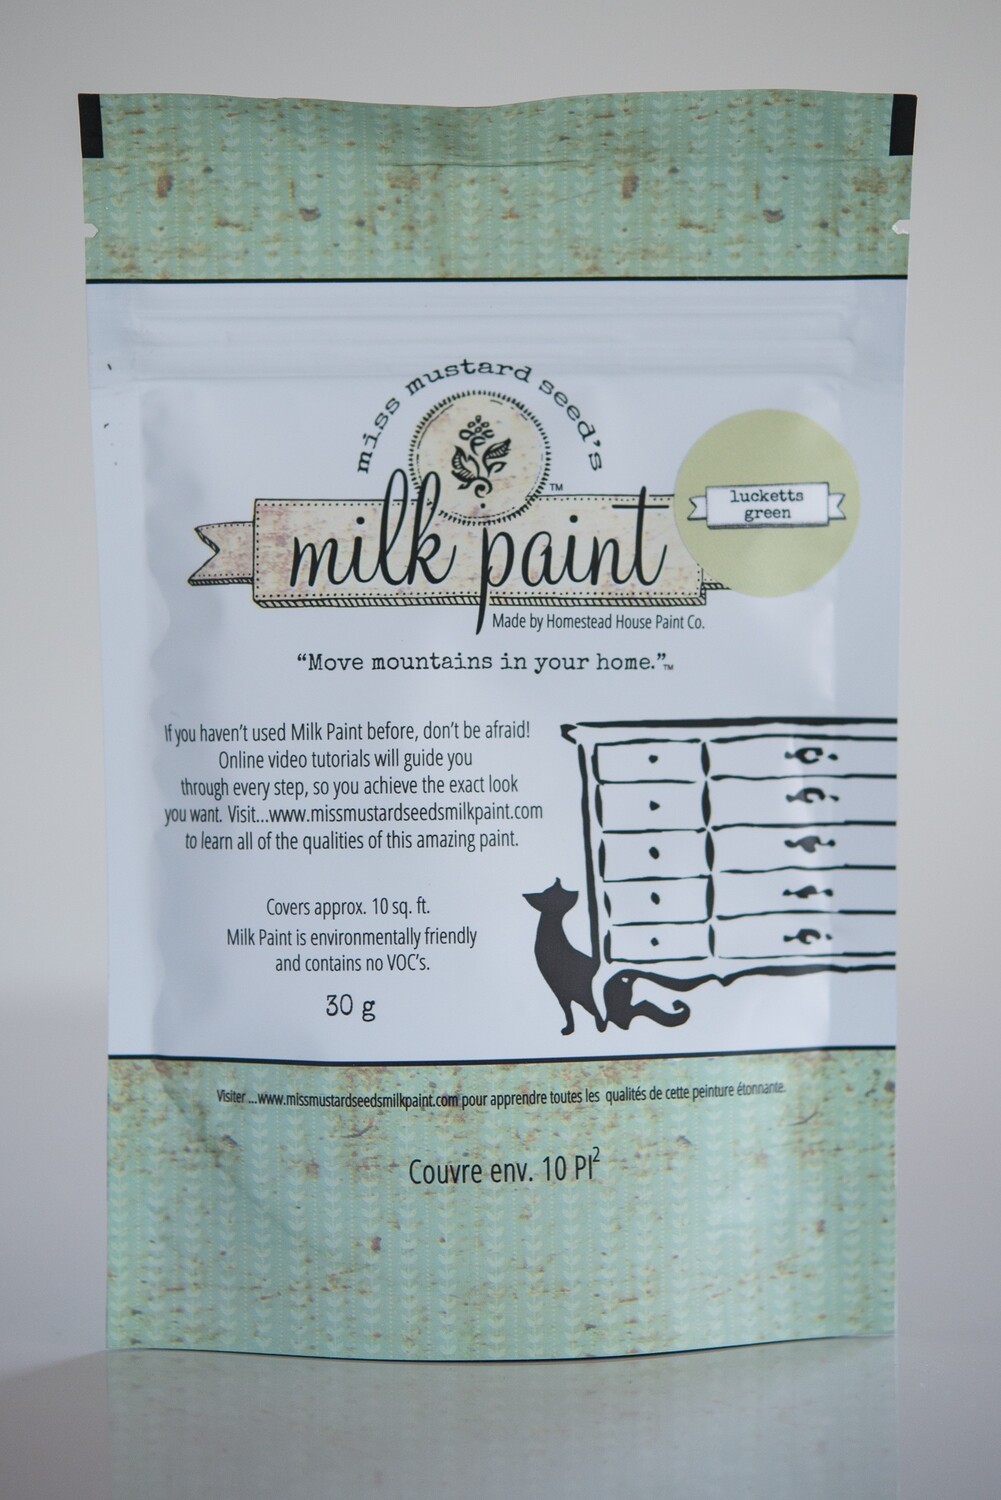 miss mustard seed's
milk paint
TM
lucketts
green
Made by Homestead House Paint Co.
“Move mountains in your home.”TM
If you haven't used Milk Paint before, don't be afraid!
Online video tutorials will guide you
through every step, so you achieve the exact look
you want. Visit...www.missmustardseedsmilkpaint.com
to learn all of the qualities of this amazing paint.
Covers approx. 10 sq. ft.
Milk Paint is environmentally friendly
and contains no VOC's.
30 g
Visiter ...www.missmustardseedsmilkpaint.com pour apprendre toutes les qualités de cette peinture étonnante.
Couvre env. 10 PI²